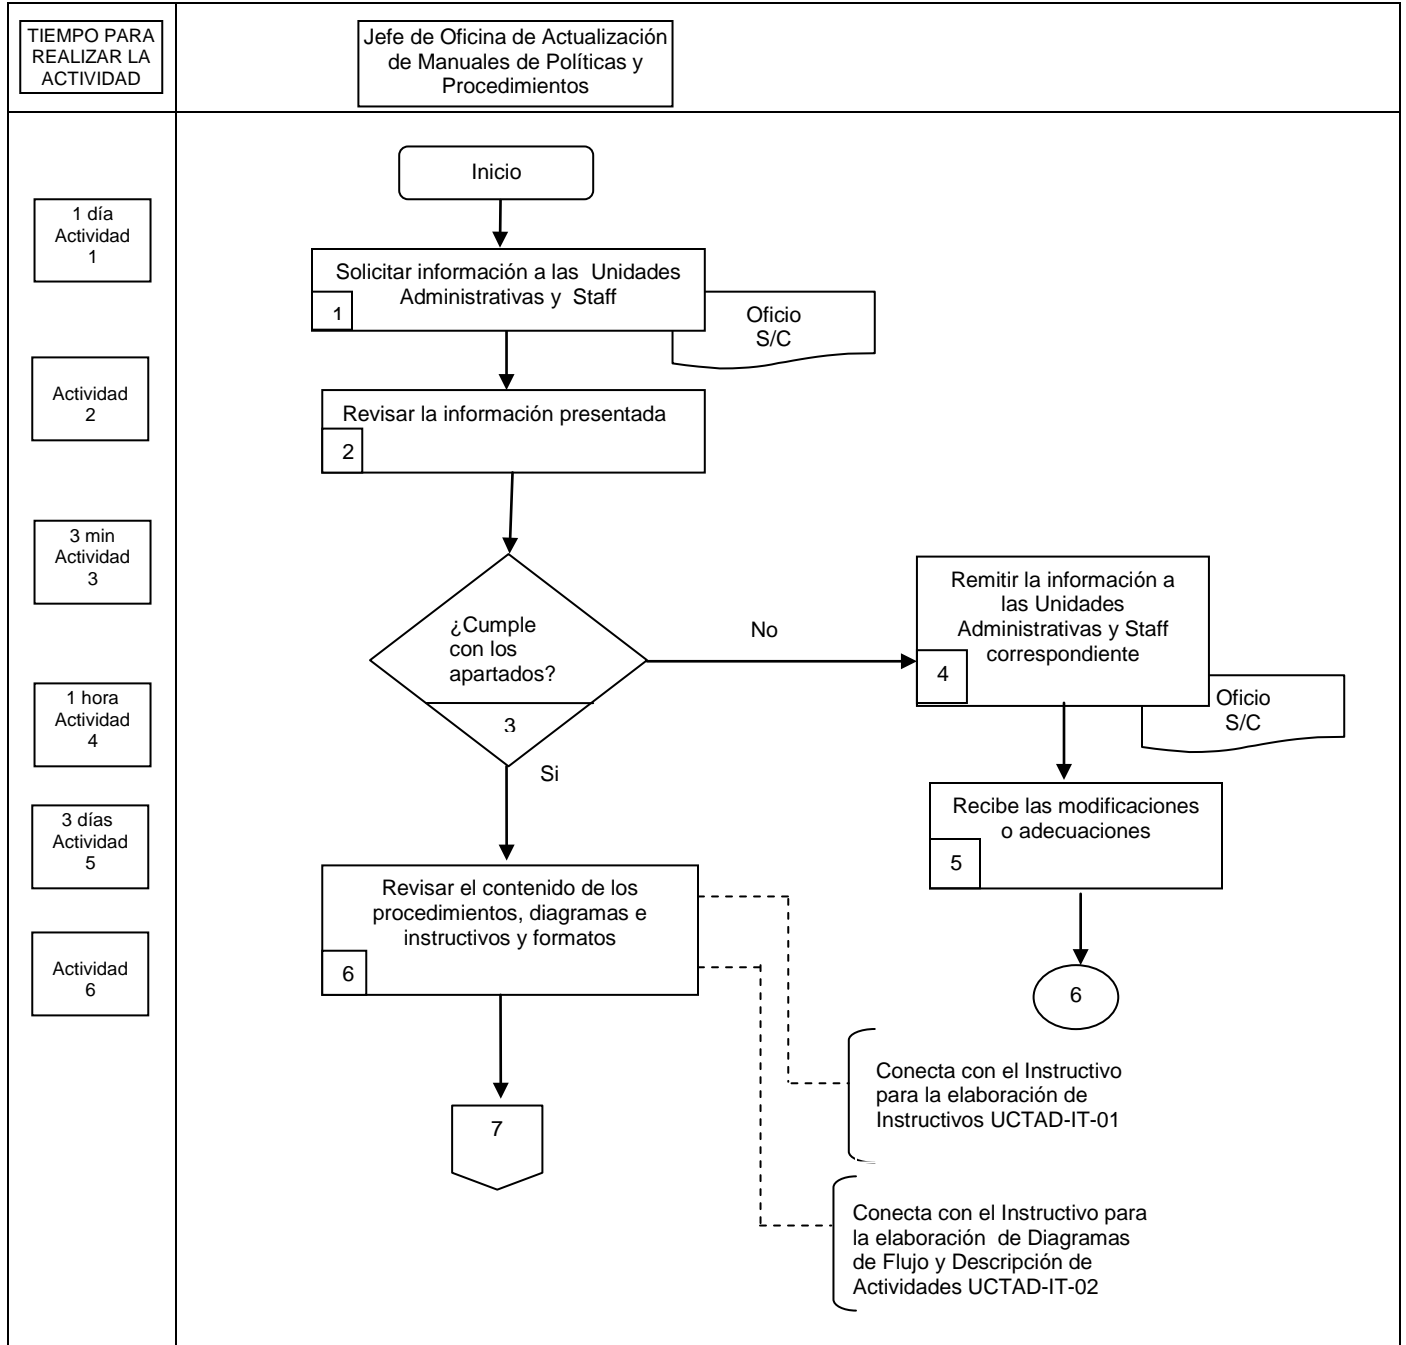 TIEMPO PARA
REALIZAR LA
ACTIVIDAD
Jefe de Oficina de Actualización
de Manuales de Políticas y
Procedimientos
Inicio
1 día
Actividad
1
Solicitar información a las Unidades
Administrativas y Staff
1
Oficio
S/C
Actividad
2
Revisar la información presentada
2
3 min
Actividad
3
¿Cumple
con los
apartados?
3
No
Si
Remitir la información a
las Unidades
Administrativas y Staff
correspondiente
4
Oficio
S/C
1 hora
Actividad
4
Recibe las modificaciones
o adecuaciones
5
3 días
Actividad
5
Revisar el contenido de los
procedimientos, diagramas e
instructivos y formatos
6
Actividad
6
6
Conecta con el Instructivo
para la elaboración de
Instructivos UCTAD-IT-01
7
Conecta con el Instructivo para
la elaboración de Diagramas
de Flujo y Descripción de
Actividades UCTAD-IT-02